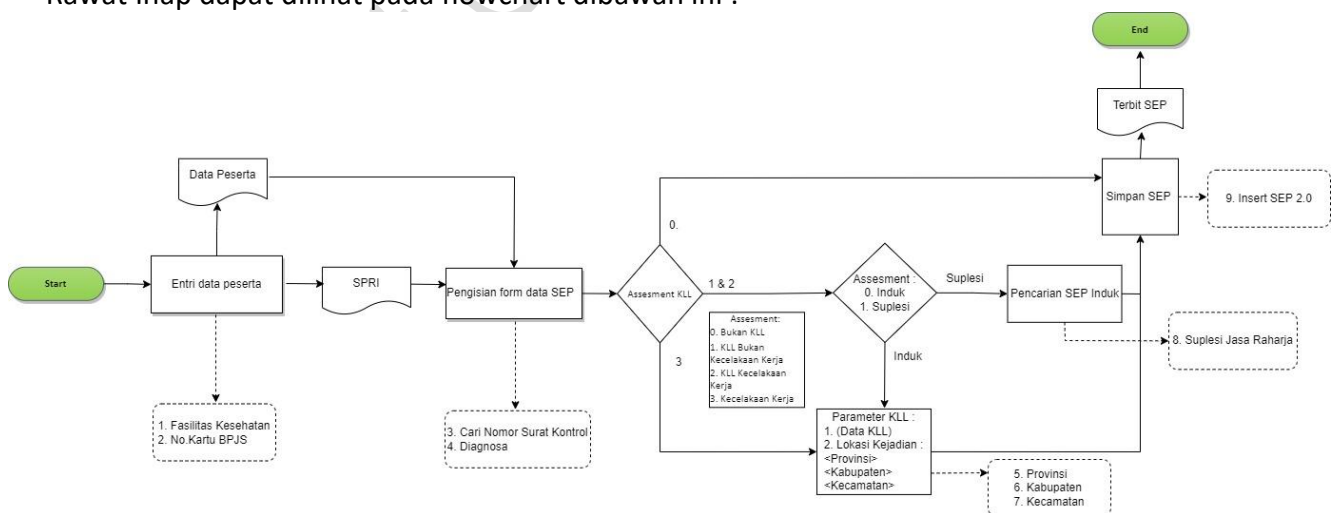 Rawat Inap dapat dilihat pada flowchart dibawah ini :
End
Terbit SEP
Data Peserta
Simpan SEP
9. Insert SEP 2.0
0.
Start
Entri data peserta
SPRI
Pengisian form data SEP
Assesment KLL
1 & 2
Assesment :
0. Induk
1. Suplesi
Suplesi
Pencarian SEP Induk
8. Suplesi Jasa Raharja
Assesment:
0. Bukan KLL
1. KLL Bukan
Kecelakaan Kerja
2. KLL Kecelakaan
Kerja
3. Kecelakaan Kerja
3
Induk
1. Fasilitas Kesehatan
2. No.Kartu BPJS
3. Cari Nomor Surat Kontrol
4. Diagnosa
Parameter KLL :
1. (Data KLL)
2. Lokasi Kejadian :
<Provinsi>
<Kabupaten>
<Kecamatan>
5. Provinsi
6. Kabupaten
7. Kecamatan